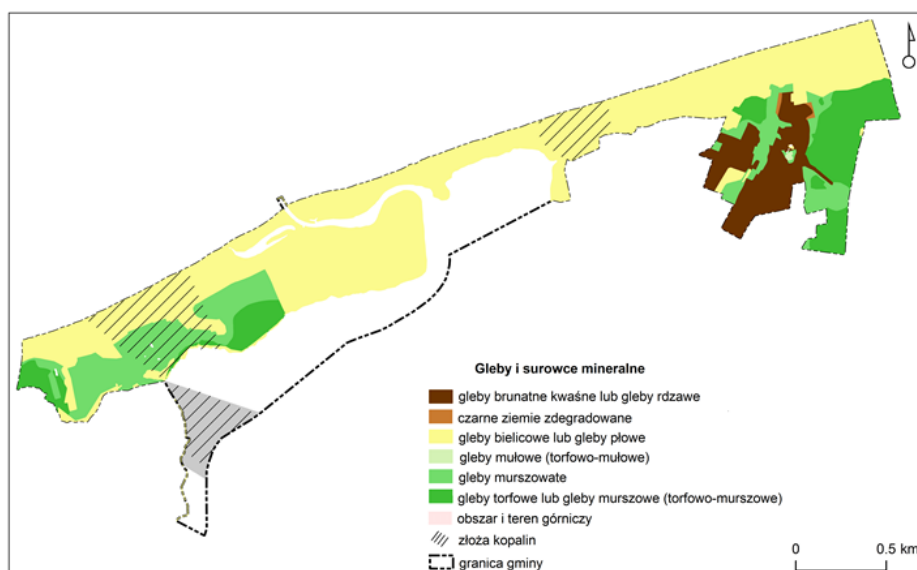 Gleby i surowce mineralne
gleby brunatne kwaśne lub gleby rdzawe
czarne ziemie zdegradowane
gleby bielicowe lub gleby płowe
gleby mułowe (torfowo-mułowe)
gleby murszowate
gleby torfowe lub gleby murszowe (torfowo-murszowe)
obszar i teren górniczy
złoża kopalin
granica gminy
0 0.5 km